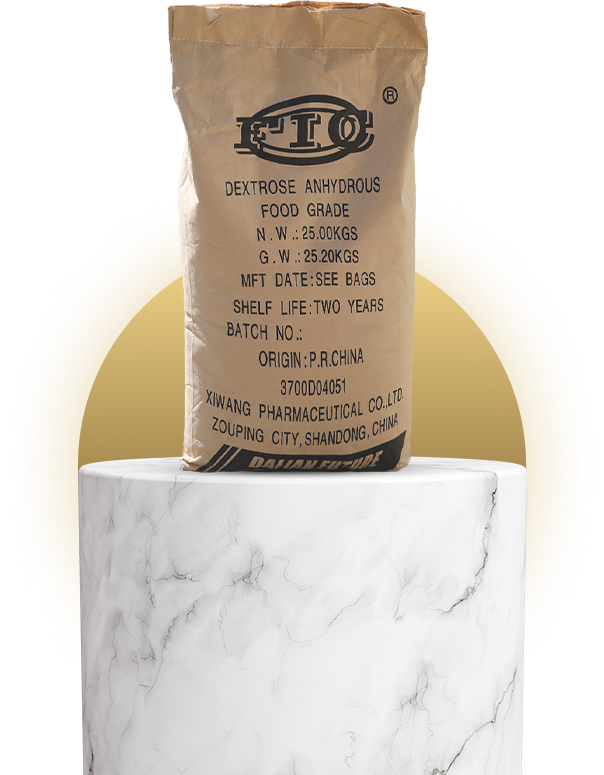 ®
DEXTROSE ANHYDROUS
FOOD GRADE
N.W.:25.00KGS
G.W.:25.20KGS
MFT DATE:SEE BAGS
SHELF LIFE:TWO YEARS
BATCH NO.:
ORIGIN:P.R.CHINA
3700D04051
XIWANG PHARMACEUTICAL CO.,LTD.
ZOUPING CITY,SHANDONG,CHINA
DALIAN FUTURE